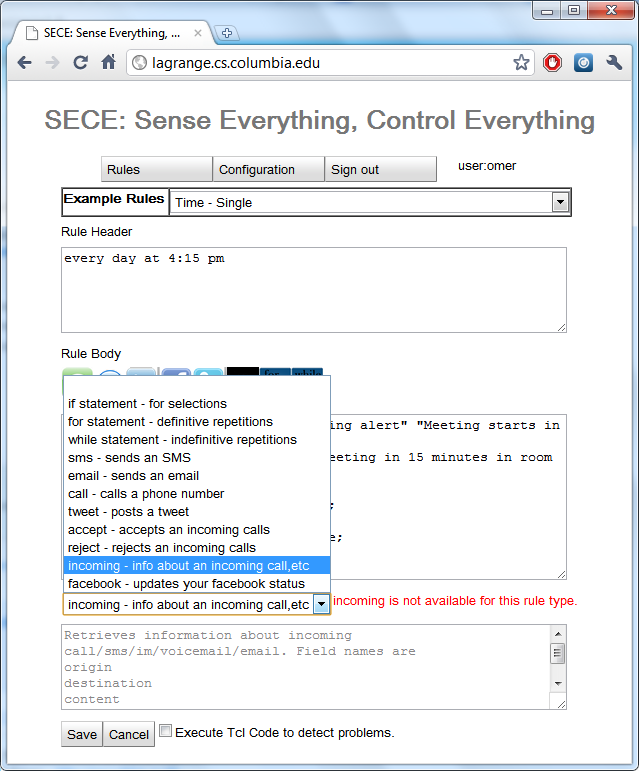 SECE: Sense Everything, ...
lagrange.cs.columbia.edu
SECE: Sense Everything, Control Everything
Rules Configuration Sign out user:omer
Example Rules Time - Single
Rule Header
every day at 4:15 pm
Rule Body
if statement - for selections
for statement - definitive repetitions
while statement - indefinitive repetitions
sms - sends an SMS
email - sends an email
call - calls a phone number
tweet - posts a tweet
accept - accepts an incoming calls
reject - rejects an incoming calls
incoming - info about an incoming call,etc
facebook - updates your facebook status
ing alert" "Meeting starts in
eeting in 15 minutes in room
;
e;
incoming - info about an incoming call,etc incoming is not available for this rule type.
Retrieves information about incoming
call/sms/im/voicemail/email. Field names are
origin
destination
content
Save Cancel Execute Tcl Code to detect problems.